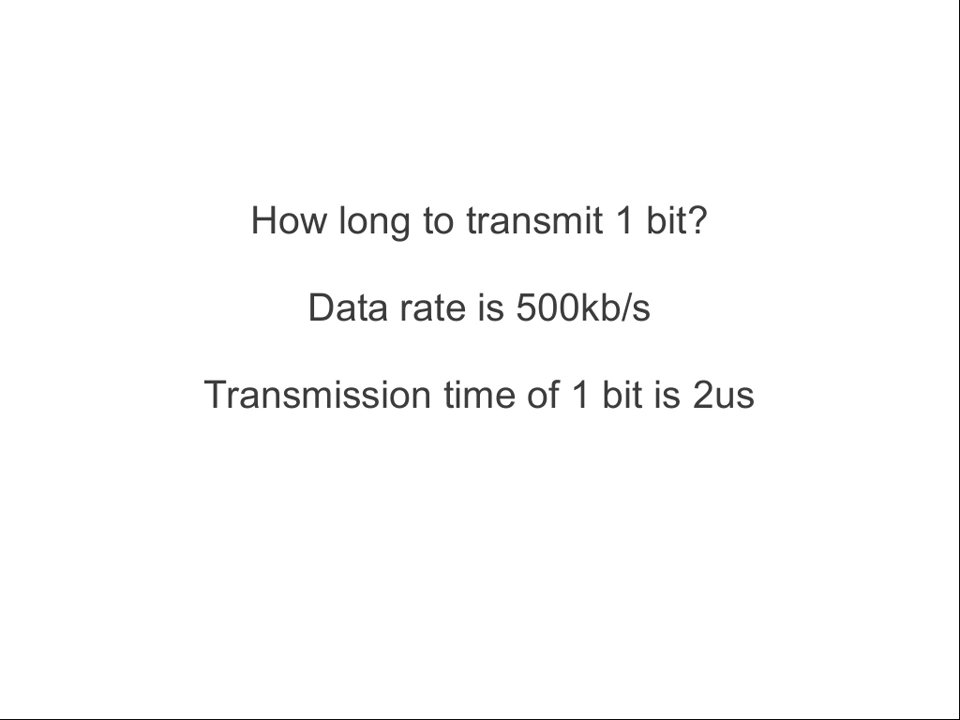 How long to transmit 1 bit?
Data rate is 500kb/s
Transmission time of 1 bit is 2us